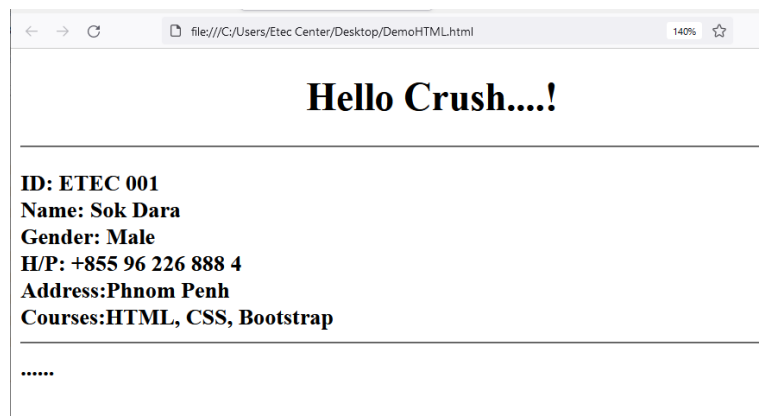 file:///C:/Users/Etec Center/Desktop/DemoHTML.html 140%
Hello Crush....!
ID: ETEC 001
Name: Sok Dara
Gender: Male
H/P: +855 96 226 888 4
Address:Phnom Penh
Courses:HTML, CSS, Bootstrap
......